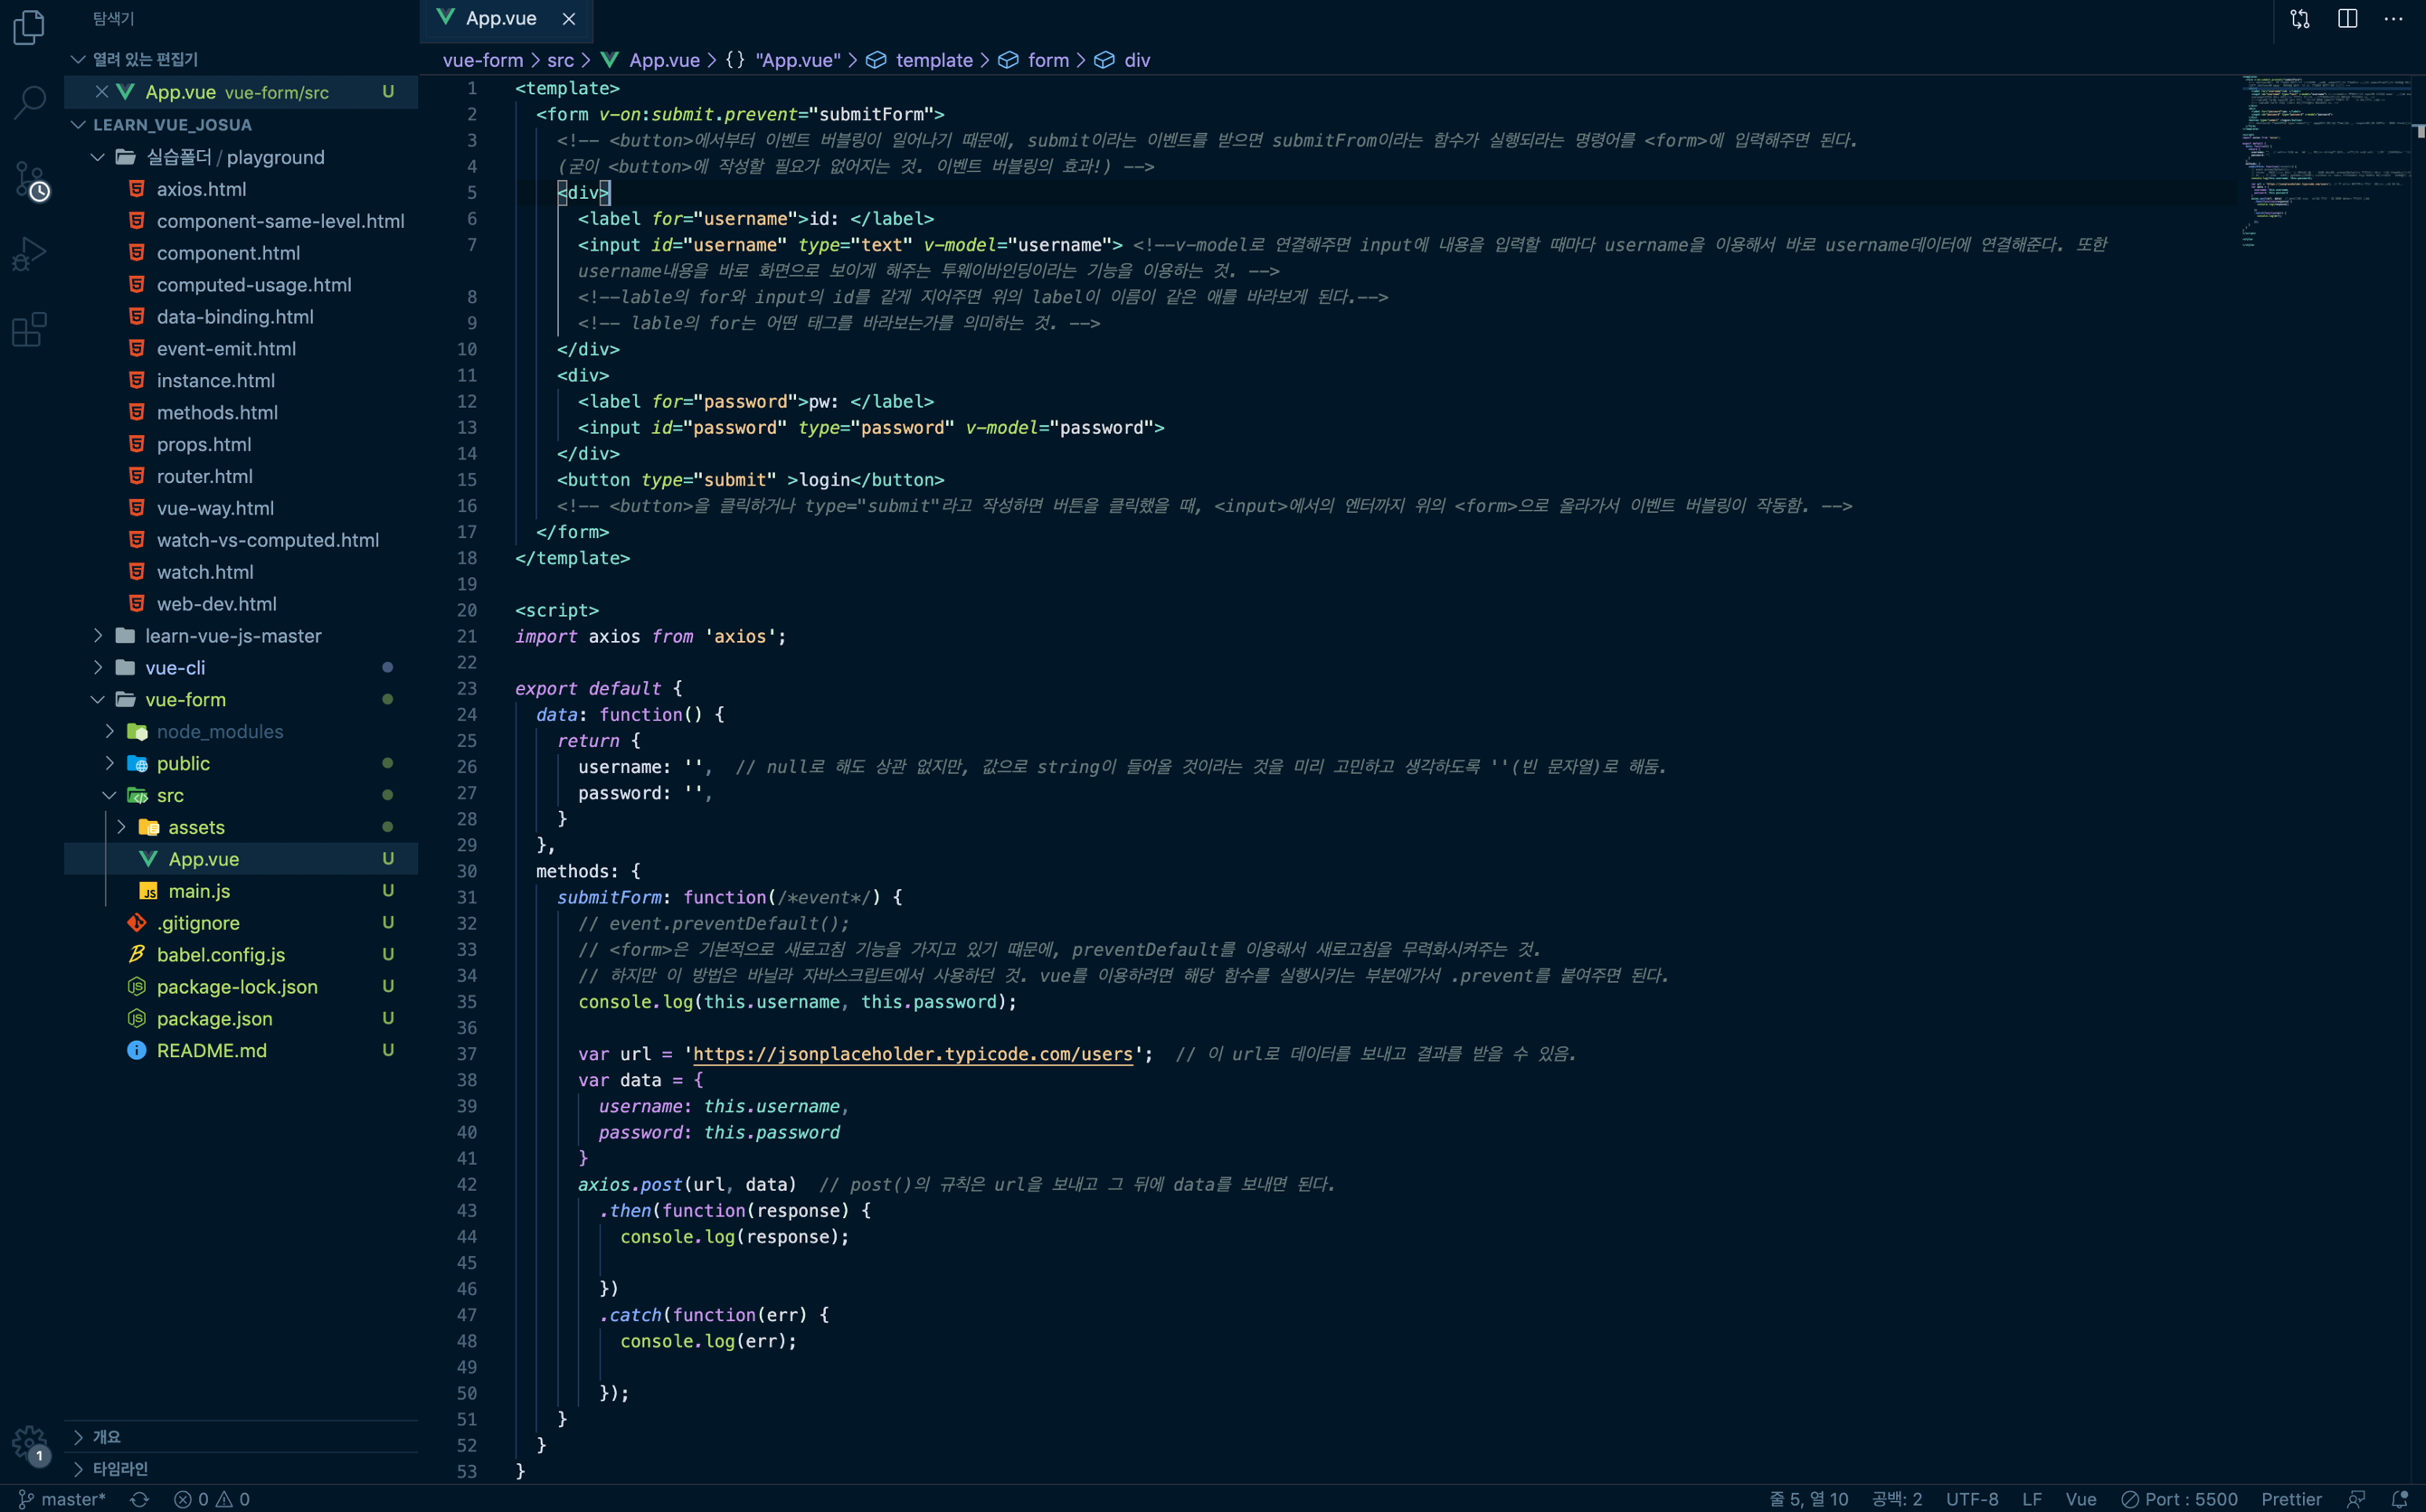 탐색기
열려 있는 편집기
App.vue vue-form/src U
LEARN_VUE_JOSUA
실습폴더 / playground
axios.html
component-same-level.html
component.html
computed-usage.html
data-binding.html
event-emit.html
instance.html
methods.html
props.html
router.html
vue-way.html
watch-vs-computed.html
watch.html
web-dev.html
learn-vue-js-master
vue-cli
vue-form
node_modules
public
src
assets
App.vue U
main.js U
.gitignore U
babel.config.js U
package-lock.json U
package.json U
README.md U
개요
타임라인
1
App.vue
vue-form > src > App.vue > {} "App.vue" > template > form > div
1 <template>
2 <form v-on:submit.prevent="submitForm">
3 <!-- <button>에서부터 이벤트 버블링이 일어나기 때문에, submit이라는 이벤트를 받으면 submitFrom이라는 함수가 실행되라는 명령어를 <form>에 입력해주면 된다.
4 (굳이 <button>에 작성할 필요가 없어지는 것. 이벤트 버블링의 효과!) -->
5 <div>
6 <label for="username">id: </label>
7 <input id="username" type="text" v-model="username"> <!--v-model로 연결해주면 input에 내용을 입력할 때마다 username을 이용해서 바로 username데이터에 연결해준다. 또한
username내용을 바로 화면으로 보이게 해주는 투웨이바인딩이라는 기능을 이용하는 것. -->
8 <!--lable의 for와 input의 id를 같게 지어주면 위의 label이 이름이 같은 애를 바라보게 된다.-->
9 <!-- lable의 for는 어떤 태그를 바라보는가를 의미하는 것. -->
10 </div>
11 <div>
12 <label for="password">pw: </label>
13 <input id="password" type="password" v-model="password">
14 </div>
15 <button type="submit" >login</button>
16 <!-- <button>을 클릭하거나 type="submit"라고 작성하면 버튼을 클릭했을 때, <input>에서의 엔터까지 위의 <form>으로 올라가서 이벤트 버블링이 작동함. -->
17 </form>
18 </template>
19
20 <script>
21 import axios from 'axios';
22
23 export default {
24 data: function() {
25 return {
26 username: '', // null로 해도 상관 없지만, 값으로 string이 들어올 것이라는 것을 미리 고민하고 생각하도록 ''(빈 문자열)로 해둠.
27 password: '',
28 }
29 },
30 methods: {
31 submitForm: function(/*event*/) {
32 // event.preventDefault();
33 // <form>은 기본적으로 새로고침 기능을 가지고 있기 떄문에, preventDefault를 이용해서 새로고침을 무력화시켜주는 것.
34 // 하지만 이 방법은 바닐라 자바스크립트에서 사용하던 것. vue를 이용하려면 해당 함수를 실행시키는 부분에가서 .prevent를 붙여주면 된다.
35 console.log(this.username, this.password);
36
37 var url = 'https://jsonplaceholder.typicode.com/users'; // 이 url로 데이터를 보내고 결과를 받을 수 있음.
38 var data = {
39 username: this.username,
40 password: this.password
41 }
42 axios.post(url, data) // post()의 규칙은 url을 보내고 그 뒤에 data를 보내면 된다.
43 .then(function(response) {
44 console.log(response);
45
46 })
47 .catch(function(err) {
48 console.log(err);
49
50 });
51 }
52 }
53 }
master* 0 0 줄 5, 열 10 공백: 2 UTF-8 LF Vue Port : 5500 Prettier